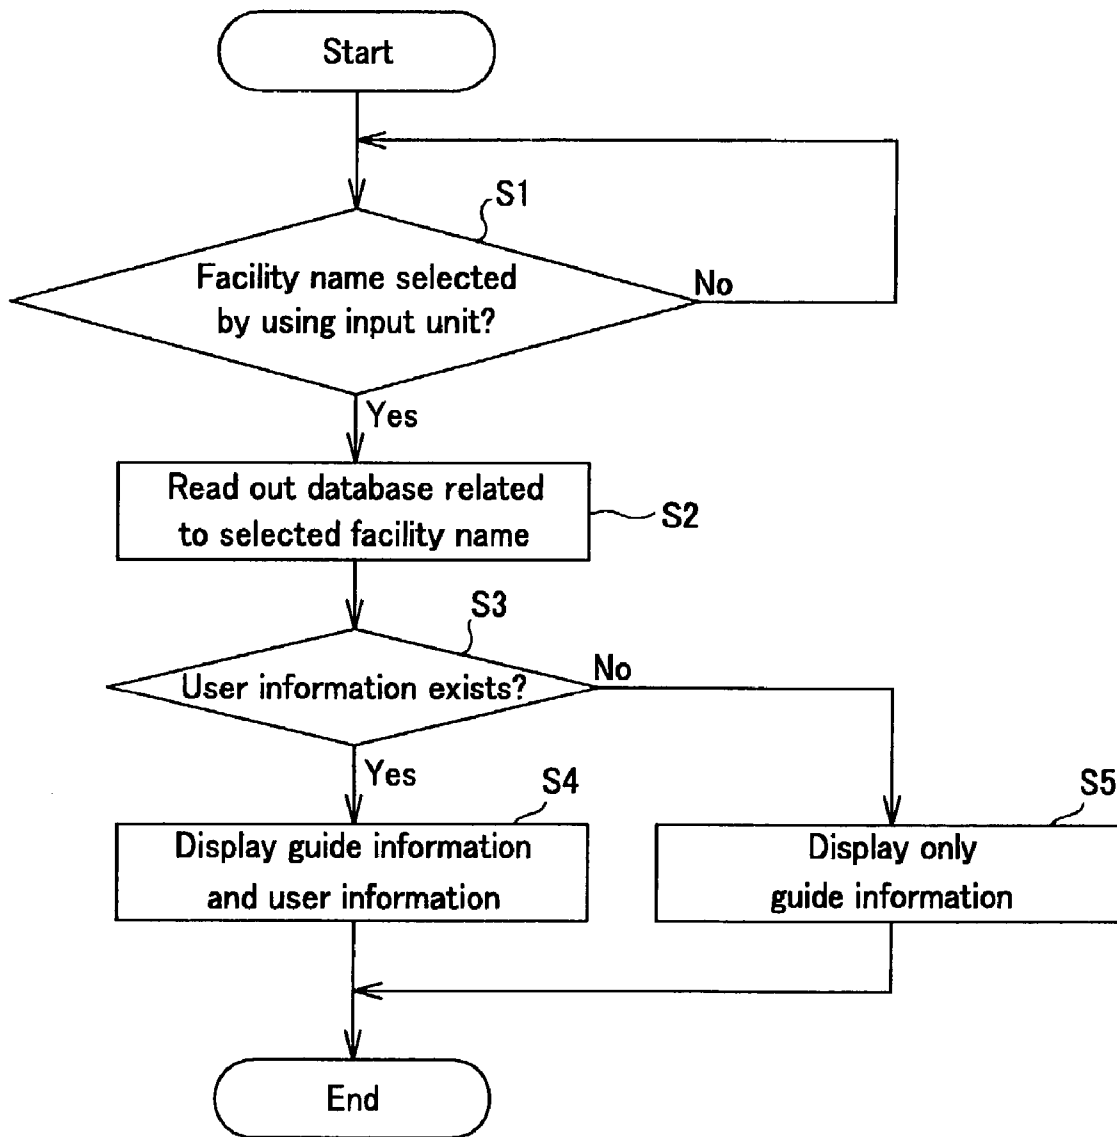 Start
S1
Facility name selected
by using input unit?
No
Yes
Read out database related
to selected facility name
S2
S3
User information exists?
No
Yes
S4
Display guide information
and user information
S5
Display only
guide information
End